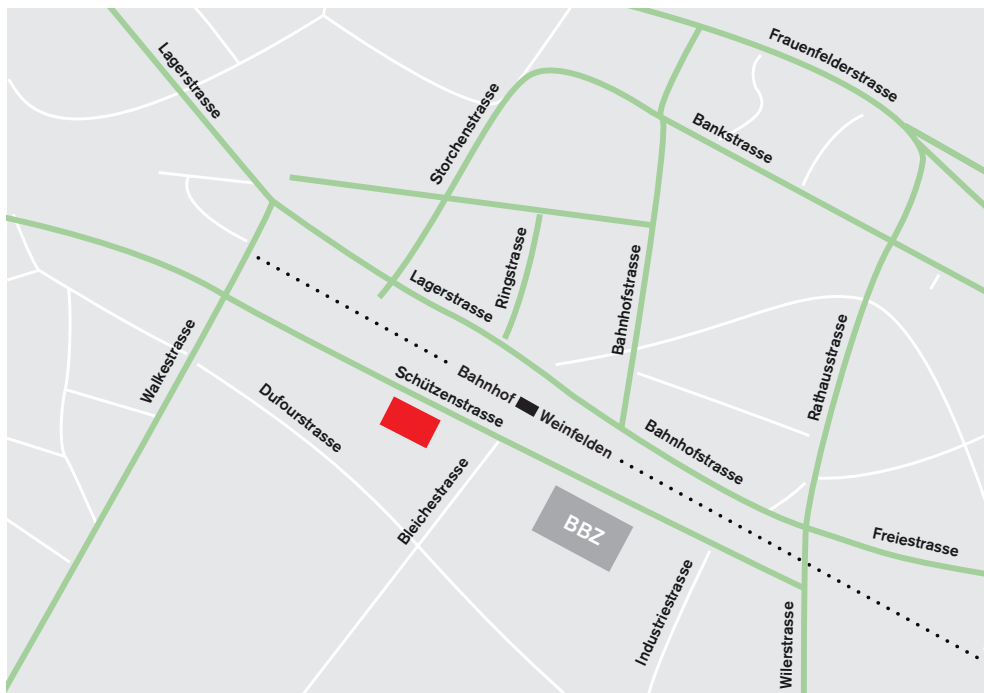 Frauenfelderstrasse
Lagerstrasse
Storchenstrasse
Bankstrasse
Ringstrasse
Lagerstrasse
Bahnhofstrasse
Walkestrasse
Rathausstrasse
Bahnhof Weinfelden
Schützenstrasse
Dufourstrasse
Bahnhofstrasse
Bleichestrasse
BBZ
Freiestrasse
Industriestrasse
Wilerstrasse